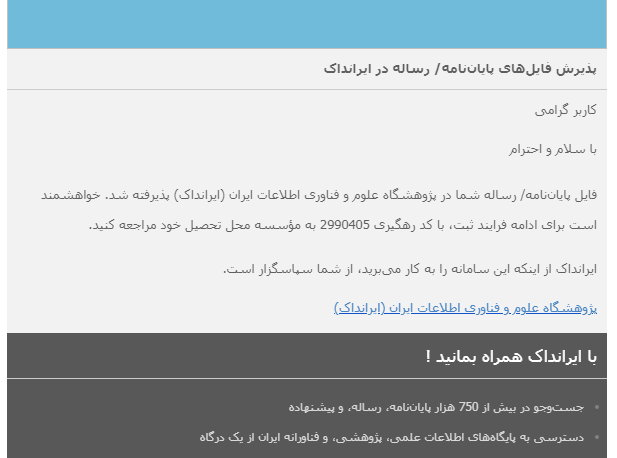 پذیرش فایل‌های پایان‌نامه/ رساله در ایرانداک
کاربر گرامی
با سلام و احترام
فایل پایان‌نامه/ رساله شما در پژوهشگاه علوم و فناوری اطلاعات ایران (ایرانداک) پذیرفته شد. خواهشمند
است برای ادامه فرایند ثبت، با کد رهگیری 2990405 به مؤسسه محل تحصیل خود مراجعه کنید.
ایرانداک از اینکه این سامانه را به کار می‌برید، از شما سپاسگزار است.
پژوهشگاه علوم و فناوری اطلاعات ایران (ایرانداک)
با ایرانداک همراه بمانید !
جست‌وجو در بیش از 750 هزار پایان‌نامه، رساله، و پیشنهاده
دسترسی به پایگاه‌های اطلاعات علمی، پژوهشی، و فناورانه ایران از یک درگاه